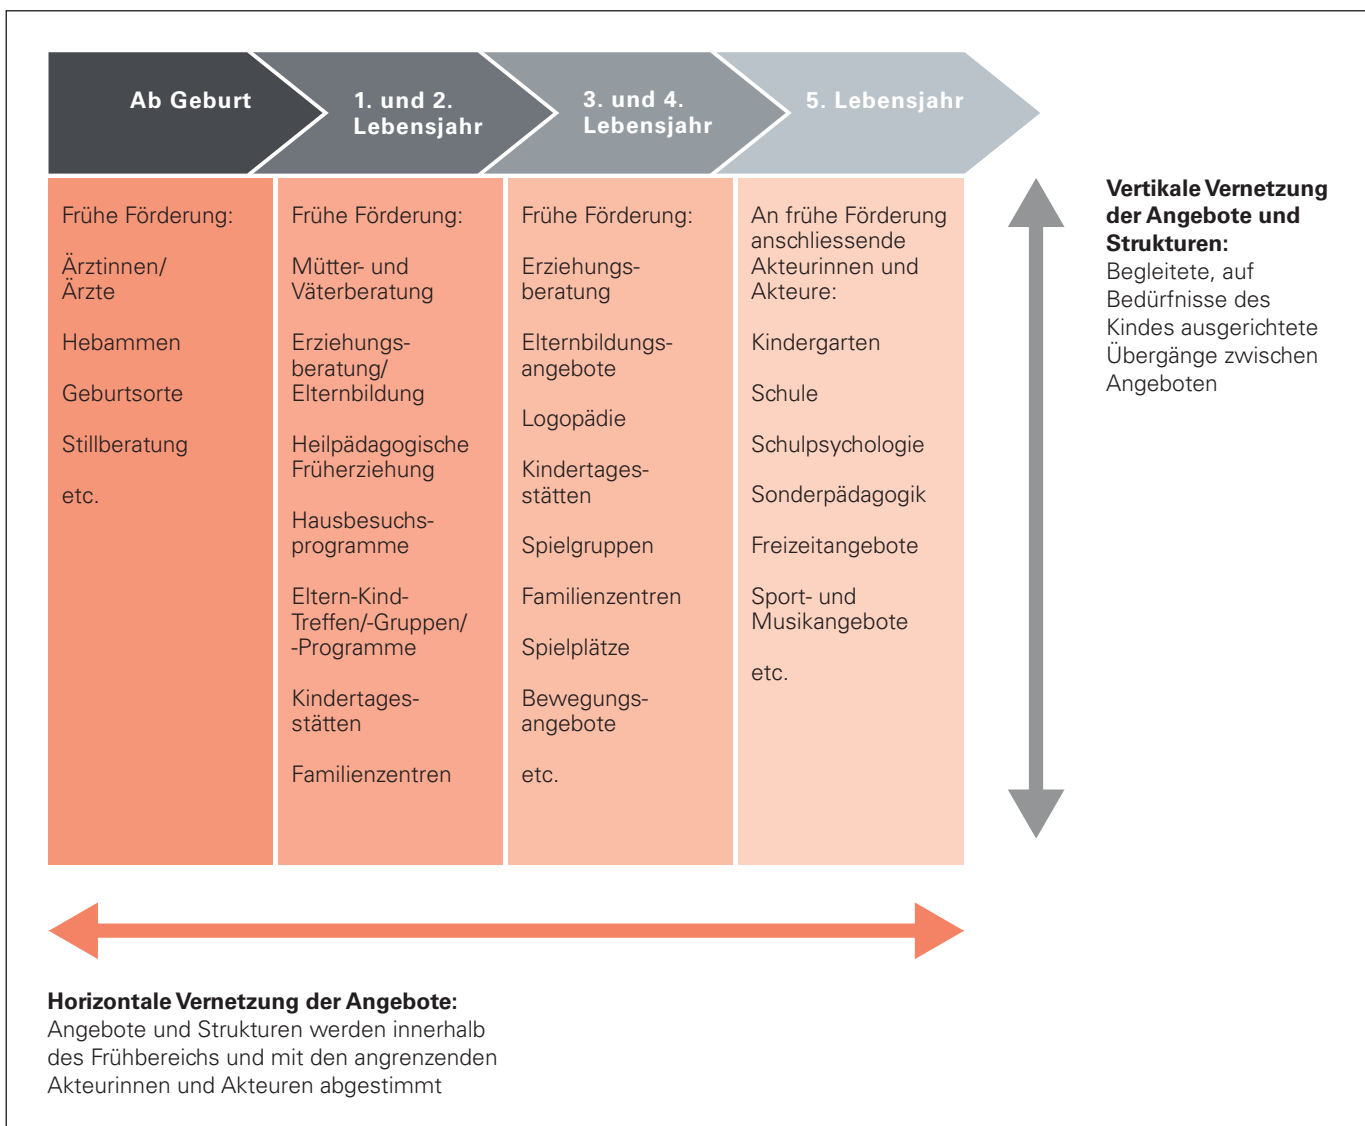 Ab Geburt
1. und 2.
Lebensjahr
3. und 4.
Lebensjahr
5. Lebensjahr
Frühe Förderung:
Ärztinnen/
Ärzte
Hebammen
Geburtsorte
Stillberatung
etc.
Frühe Förderung:
Mütter- und
Väterberatung
Erziehungs-
beratung/
Elternbildung
Heilpädagogische
Früherziehung
Hausbesuchs-
programme
Eltern-Kind-
Treffen/-Gruppen/
-Programme
Kindertages-
stätten
Familienzentren
Frühe Förderung:
Erziehungs-
beratung
Elternbildungs-
angebote
Logopädie
Kindertages-
stätten
Spielgruppen
Familienzentren
Spielplätze
Bewegungs-
angebote
etc.
An frühe Förderung
anschliessende
Akteurinnen und
Akteure:
Kindergarten
Schule
Schulpsychologie
Sonderpädagogik
Freizeitangebote
Sport- und
Musikangebote
etc.
Vertikale Vernetzung
der Angebote und
Strukturen:
Begleitete, auf
Bedürfnisse des
Kindes ausgerichtete
Übergänge zwischen
Angeboten
Horizontale Vernetzung der Angebote:
Angebote und Strukturen werden innerhalb
des Frühbereichs und mit den angrenzenden
Akteurinnen und Akteuren abgestimmt